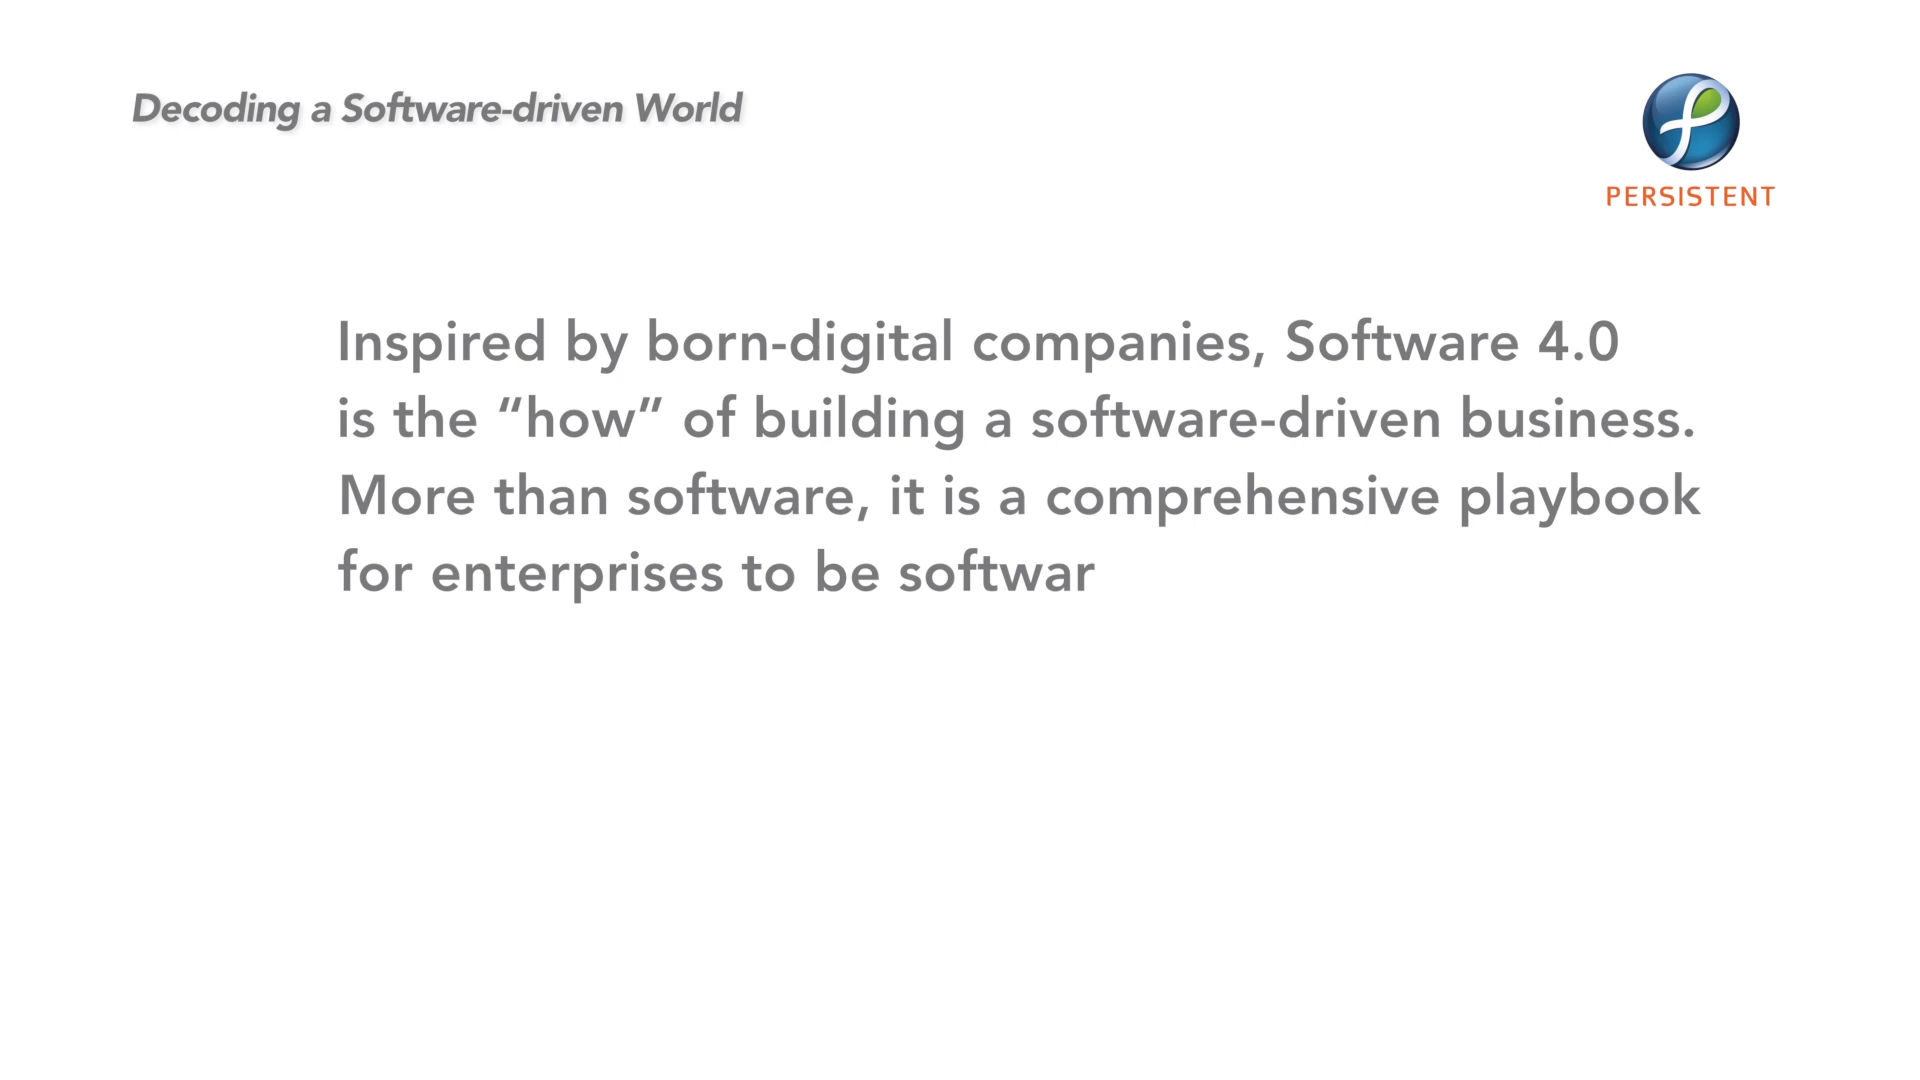 Decoding a Software-driven World
PERSISTENT
Inspired by born-digital companies, Software 4.0
is the “how” of building a software-driven business.
More than software, it is a comprehensive playbook
for enterprises to be softwar